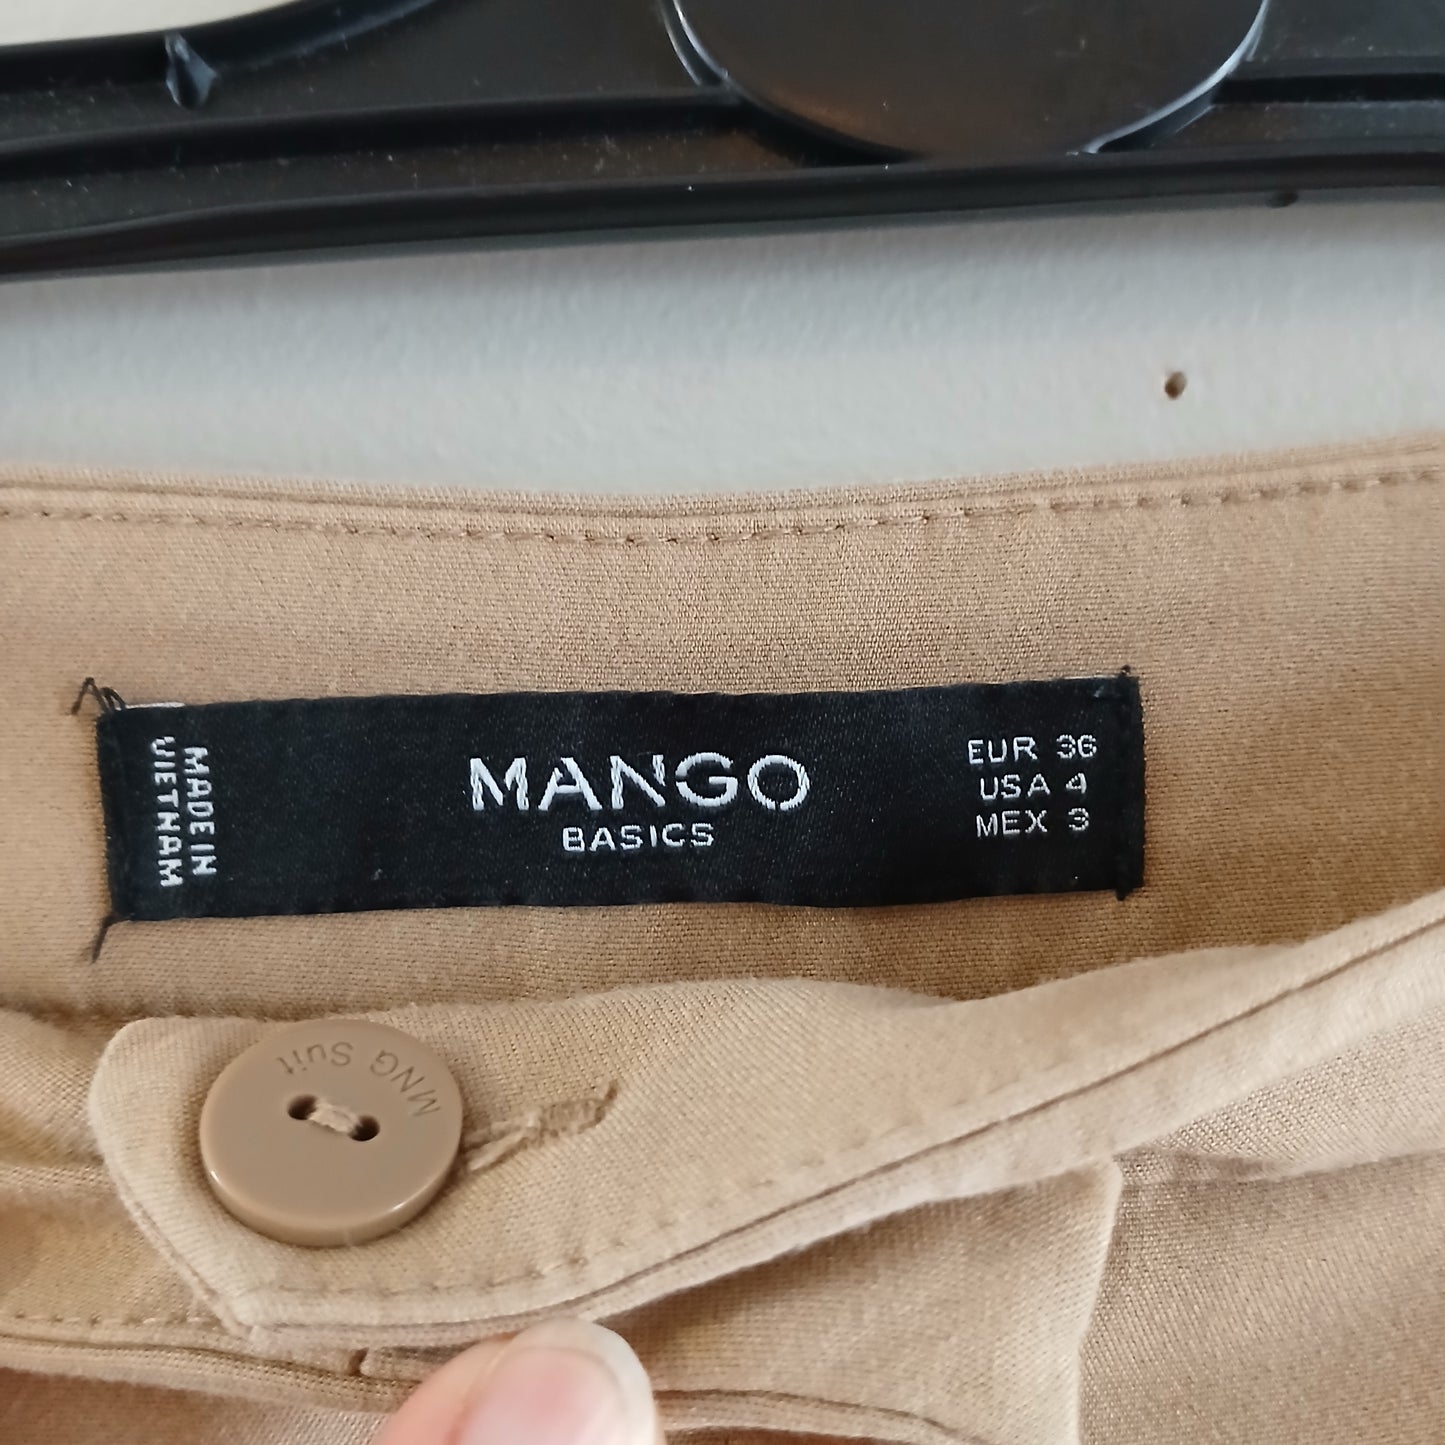 MADE IN
VIETNAM
MANGO
BASICS
EUR 36
USA 4
MEX 3
MNG Suit